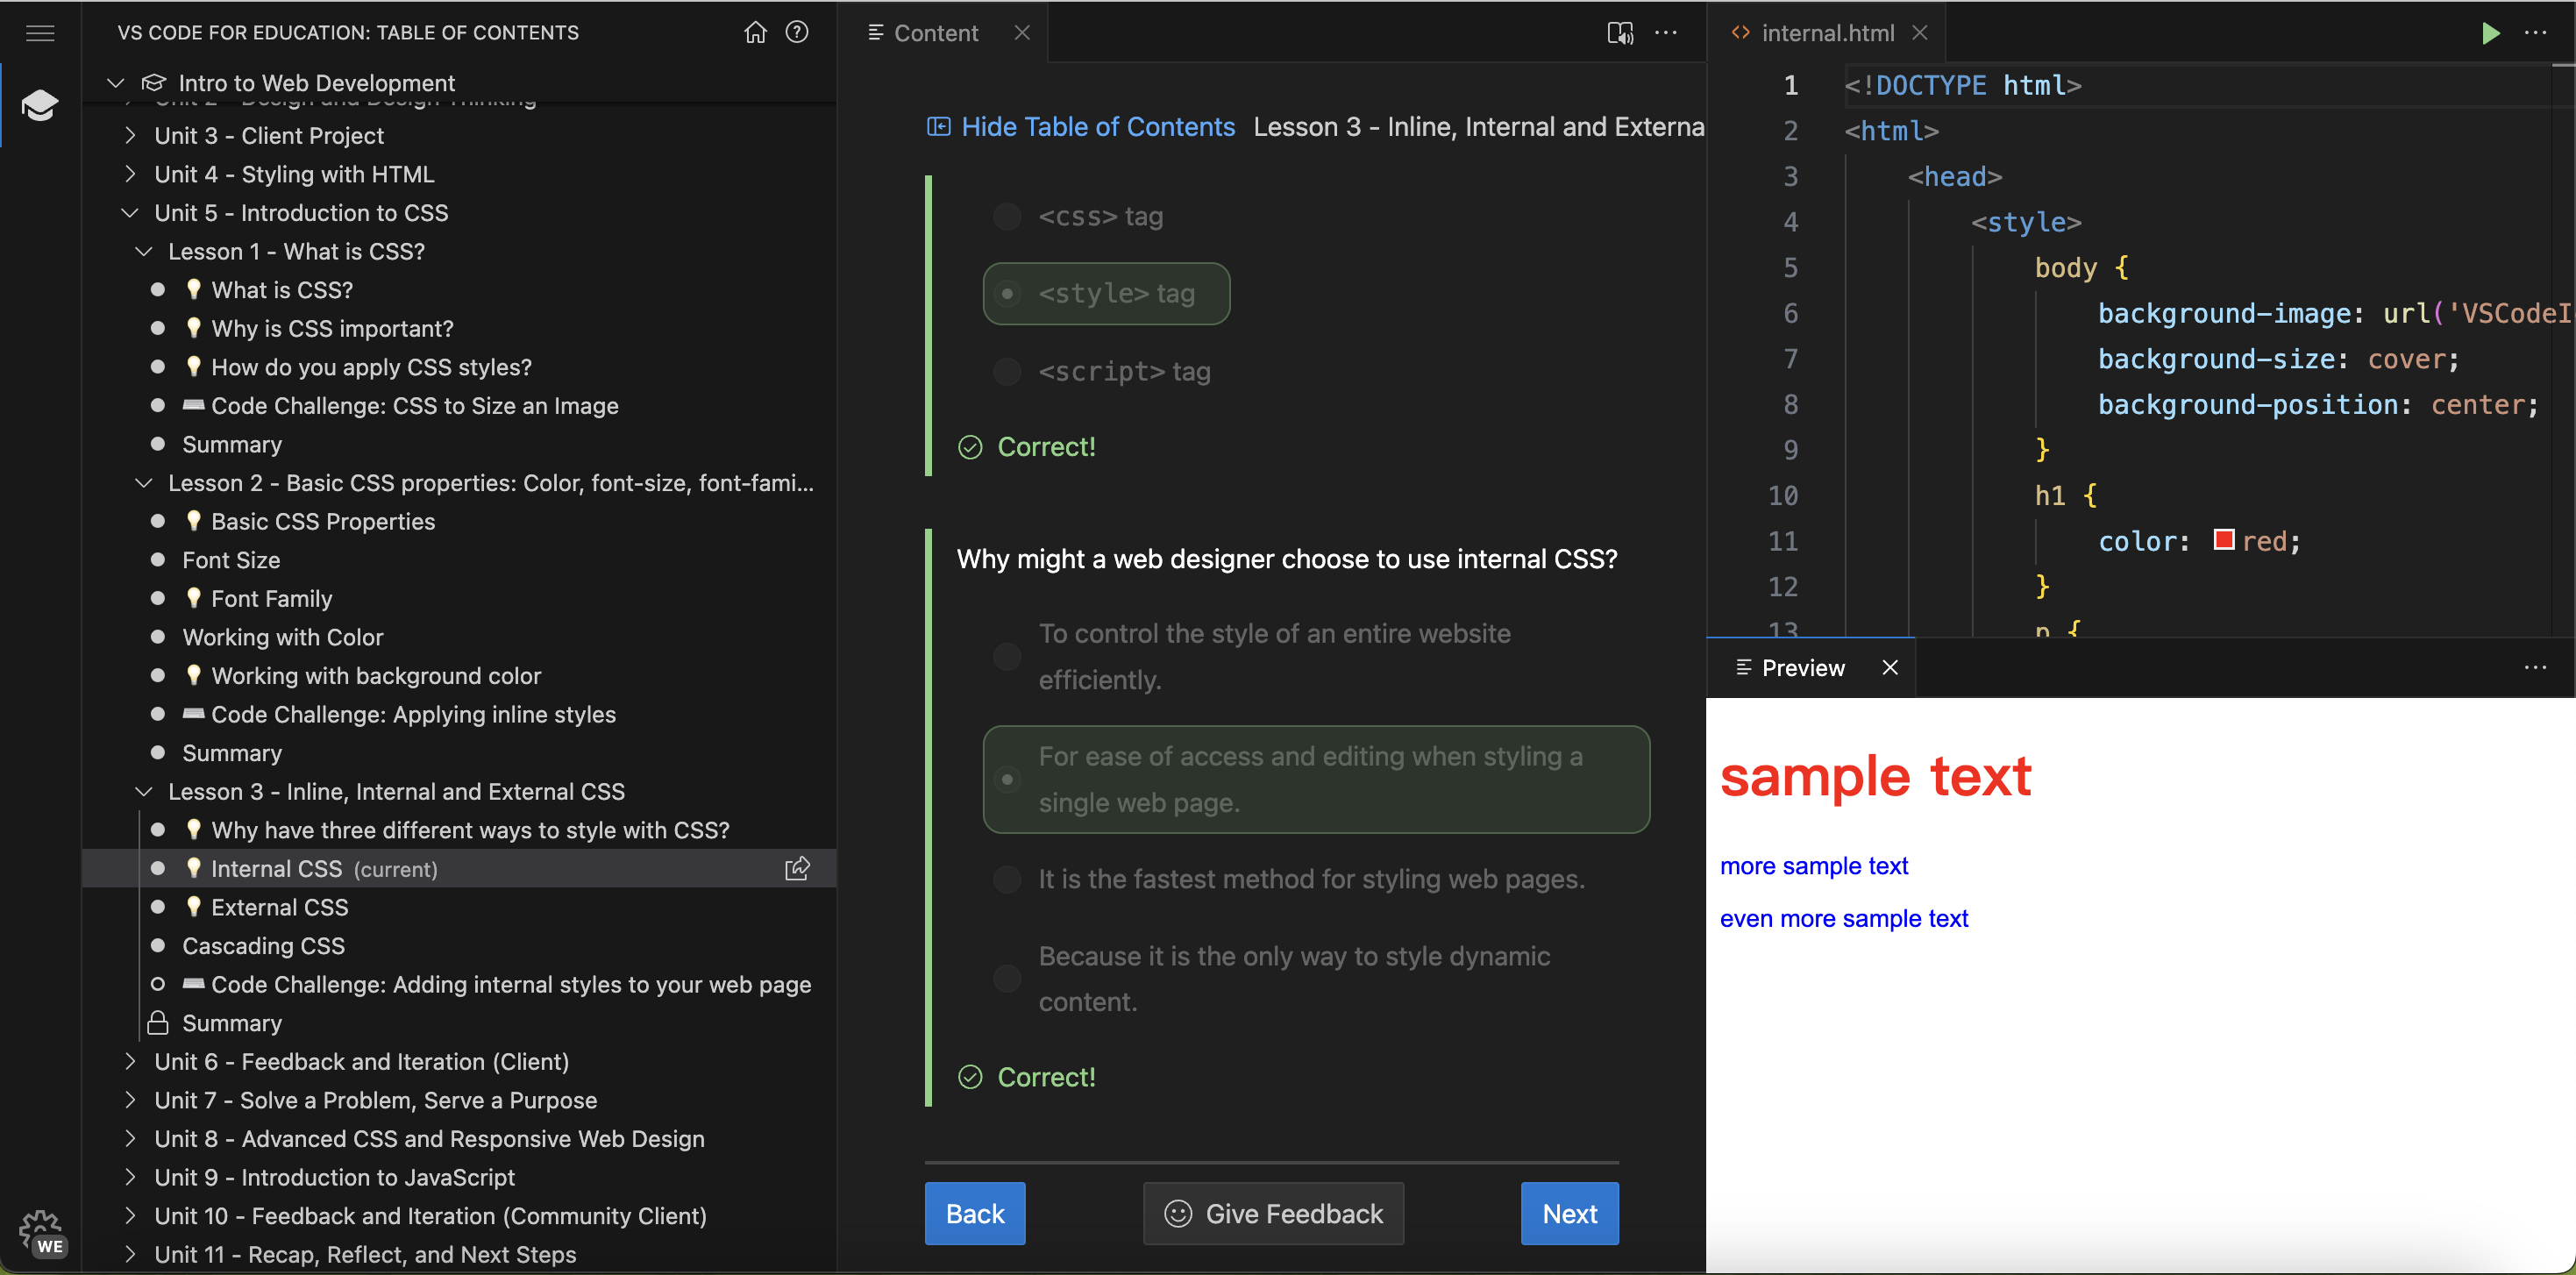 VS CODE FOR EDUCATION: TABLE OF CONTENTS
Intro to Web Development
Unit 2 - Design and Design Thinking
Unit 3 - Client Project
Unit 4 - Styling with HTML
Unit 5 - Introduction to CSS
Lesson 1 - What is CSS?
What is CSS?
Why is CSS important?
How do you apply CSS styles?
Code Challenge: CSS to Size an Image
Summary
Lesson 2 - Basic CSS properties: Color, font-size, font-fami...
Basic CSS Properties
Font Size
Font Family
Working with Color
Working with background color
Code Challenge: Applying inline styles
Summary
Lesson 3 - Inline, Internal and External CSS
Why have three different ways to style with CSS?
Internal CSS (current)
External CSS
Cascading CSS
Code Challenge: Adding internal styles to your web page
Summary
Unit 6 - Feedback and Iteration (Client)
Unit 7 - Solve a Problem, Serve a Purpose
Unit 8 - Advanced CSS and Responsive Web Design
Unit 9 - Introduction to JavaScript
Unit 10 - Feedback and Iteration (Community Client)
Unit 11 - Recap, Reflect, and Next Steps
WE
Content
Hide Table of Contents Lesson 3 - Inline, Internal and Externa
<css> tag
<style> tag
<script> tag
Correct!
Why might a web designer choose to use internal CSS?
To control the style of an entire website
efficiently.
For ease of access and editing when styling a
single web page.
It is the fastest method for styling web pages.
Because it is the only way to style dynamic
content.
Correct!
Back
Give Feedback
Next
internal.html
1 <!DOCTYPE html>
2 <html>
3 <head>
4 <style>
5 body {
6 background-image: url('VSCodeI
7 background-size: cover;
8 background-position: center;
9 }
10 h1 {
11 color: red;
12 }
13 p {
Preview
sample text
more sample text
even more sample text